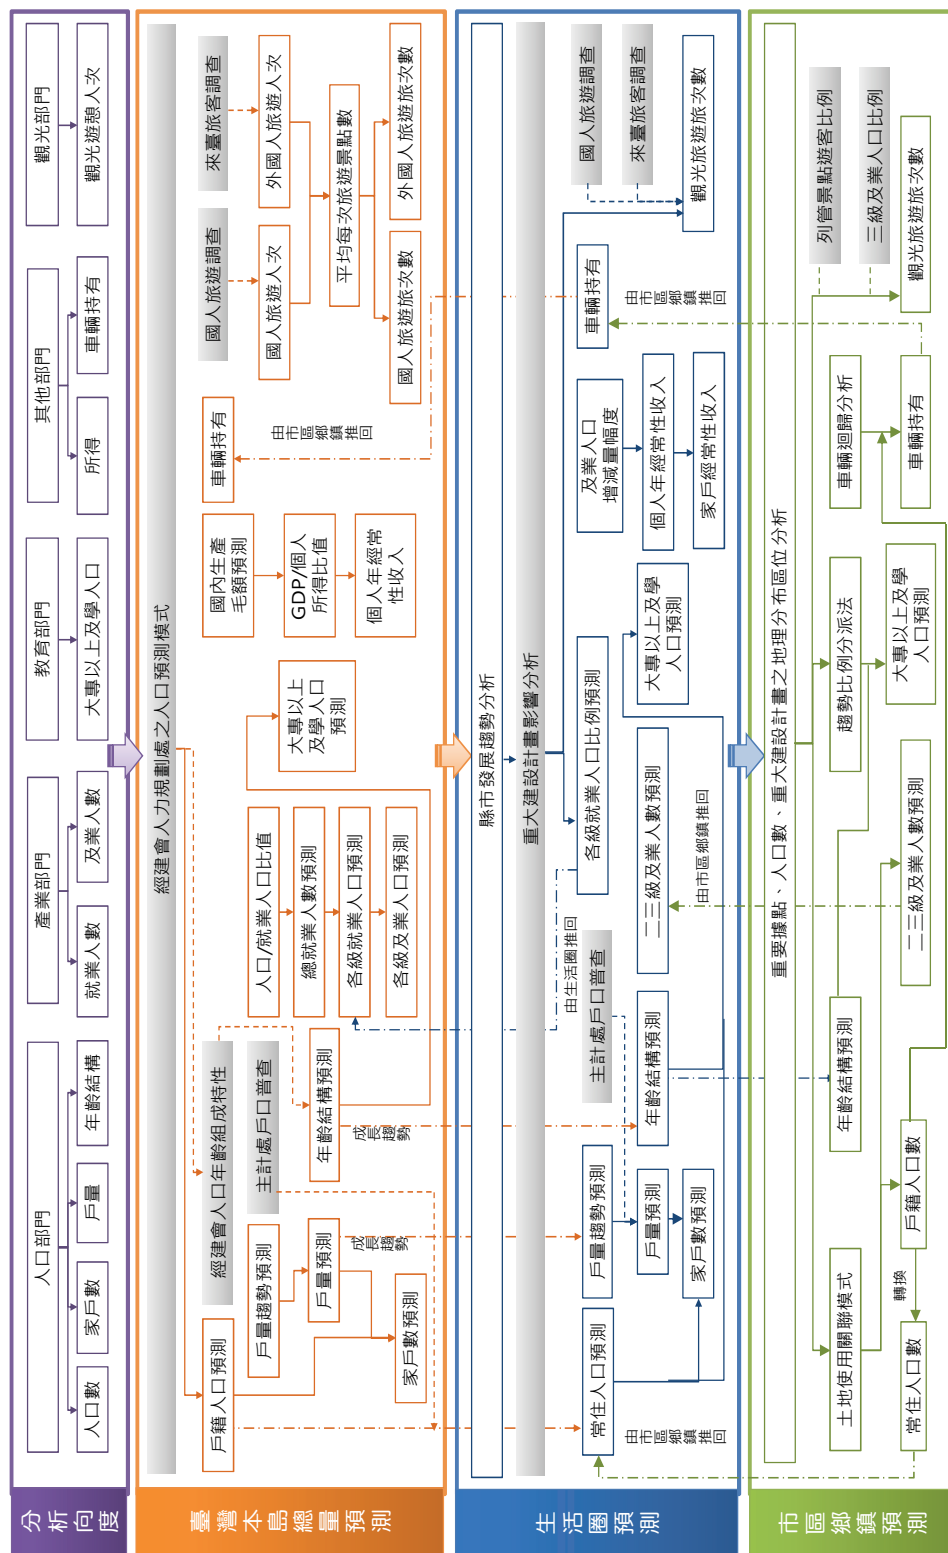 分析向度
人口部門
產業部門
教育部門
其他部門
觀光部門
人口數
家戶數
戶量
年齡結構
就業人數
及業人數
大專以上及學人口
所得
車輛持有
觀光遊憩人次
臺灣本島總量預測
經建會人力規劃處之人口預測模式
戶籍人口預測
經建會人口年齡組成特性
主計處戶口普查
戶量趨勢預測
戶量預測
成長
趨勢
家戶數預測
年齡結構預測
成長
趨勢
人口/就業人口比值
總就業人數預測
各級就業人口預測
各級及業人口預測
大專以上
及學人口
預測
國內生產
毛額預測
GDP/個人
所得比值
個人年經常
性收入
車輛持有
由市區鄉鎮
推回
國人旅遊調查
來臺旅客調查
國人旅遊人次
外國人旅遊人次
平均每次旅遊景點數
國人旅遊旅次數
外國人旅遊旅次數
生活圈預測
縣市發展趨勢分析
重大建設計畫影響分析
常住人口預測
由市區鄉鎮
推回
戶量趨勢預測
戶量預測
家戶數預測
主計處戶口普查
年齡結構預測
由生活圈推回
各級就業人口比例預測
二三級及業人數預測
由市區鄉鎮推回
大專以上及學
人口預測
及業人口
增減量幅度
個人年經常性收入
家戶經常性收入
車輛持有
由市區鄉鎮
推回
國人旅遊調查
來臺旅客調查
觀光旅遊旅次數
市區鄉鎮預測
重要據點、人口數、重大建設計畫之地理分布區位分析
土地使用關聯模式
常住人口數
轉換
戶籍人口數
年齡結構預測
二三級及業人數預測
趨勢比例分派法
大專以上及學
人口預測
車輛迴歸分析
車輛持有
列管景點遊客比例
三級及業人口比例
觀光旅遊旅次數